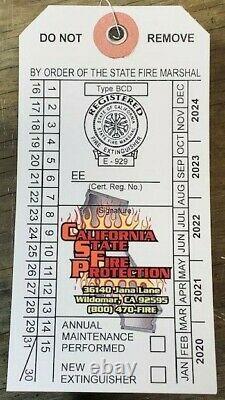 DO NOT REMOVE
BY ORDER OF THE STATE FIRE MARSHAL
Type BCD
REGISTERED
STATE FIRE MARSHAL
FIRE EXTINGUISHER
E - 929
EE
(Cert. Reg. No.)
(Signature)
CALIFORNIA
STATE
FIRE
PROTECTION
36140 Jana Lane
Wildomar, CA 92595
(800) 470-FIRE
ANNUAL
MAINTENANCE
PERFORMED
NEW
EXTINGUISHER
16 17 18 19 20 21 22 23 24 25 26 27 28 29 30 31
1 2 3 4 5 6 7 8 9 10 11 12 13 14 15
JAN FEB MAR APR MAY JUN JUL AUG SEP OCT NOV DEC
2020 2021 2022 2023 2024